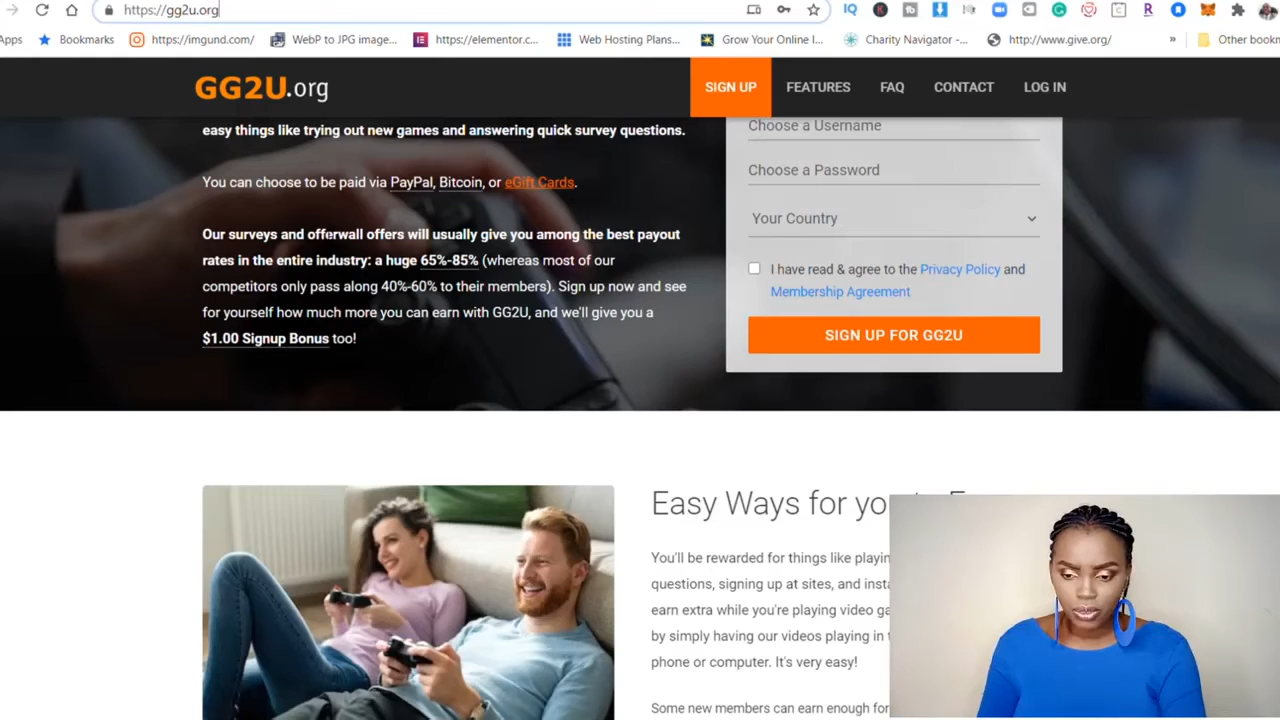 https://gg2u.org
Apps
Bookmarks
https://imgund.com/
WebP to JPG image...
https://elementor.c...
Web Hosting Plans...
Grow Your Online I...
Charity Navigator -...
http://www.give.org/
»
Other bookm
GG2U.org
SIGN UP
FEATURES
FAQ
CONTACT
LOG IN
easy things like trying out new games and answering quick survey questions.
You can choose to be paid via PayPal, Bitcoin, or eGift Cards.
Our surveys and offerwall offers will usually give you among the best payout
rates in the entire industry: a huge 65%-85% (whereas most of our
competitors only pass along 40%-60% to their members). Sign up now and see
for yourself how much more you can earn with GG2U, and we'll give you a
$1.00 Signup Bonus too!
Choose a Username
Choose a Password
Your Country
I have read & agree to the Privacy Policy and
Membership Agreement
SIGN UP FOR GG2U
Easy Ways for yo
You'll be rewarded for things like playin
questions, signing up at sites, and insta
earn extra while you're playing video ga
by simply having our videos playing in
phone or computer. It's very easy!
Some new members can earn enough for